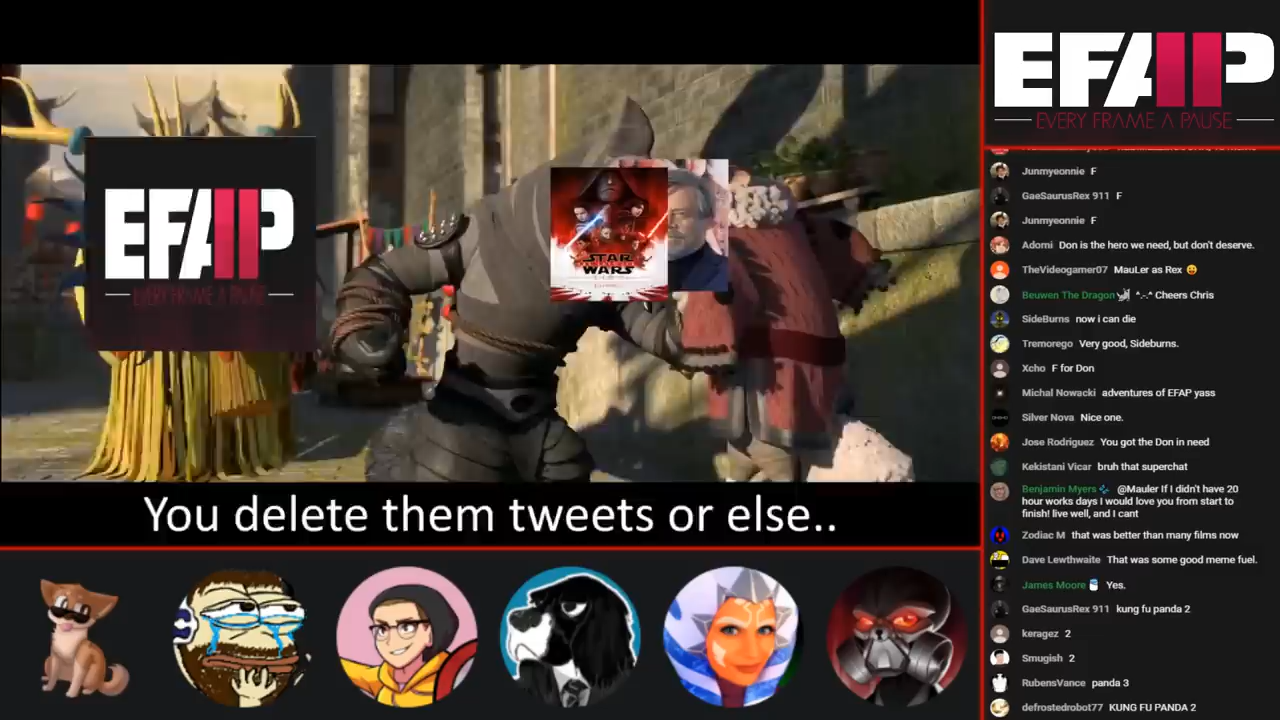 EFAP
EVERY FRAME A PAUSE
STAR
WARS
You delete them tweets or else..
EFAP
EVERY FRAME A PAUSE
Junmyeonnie F
GaeSaurusRex 911 F
Junmyeonnie F
Adorni Don is the hero we need, but don't deserve.
TheVideogamer07 MauLer as Rex 😀
Beuwen The Dragon ^.~.^ Cheers Chris
SideBurns now i can die
Tremorego Very good, Sideburns.
Xcho F for Don
Michal Nowacki adventures of EFAP yass
Silver Nova Nice one.
Jose Rodriguez You got the Don in need
Kekistani Vicar bruh that superchat
Benjamin Myers @Mauler If I didn't have 20
hour works days I would love you from start to
finish! live well, and I cant
Zodiac M that was better than many films now
Dave Lewthwaite That was some good meme fuel.
James Moore Yes.
GaeSaurusRex 911 kung fu panda 2
keragez 2
Smugish 2
RubensVance panda 3
defrostedrobot77 KUNG FU PANDA 2